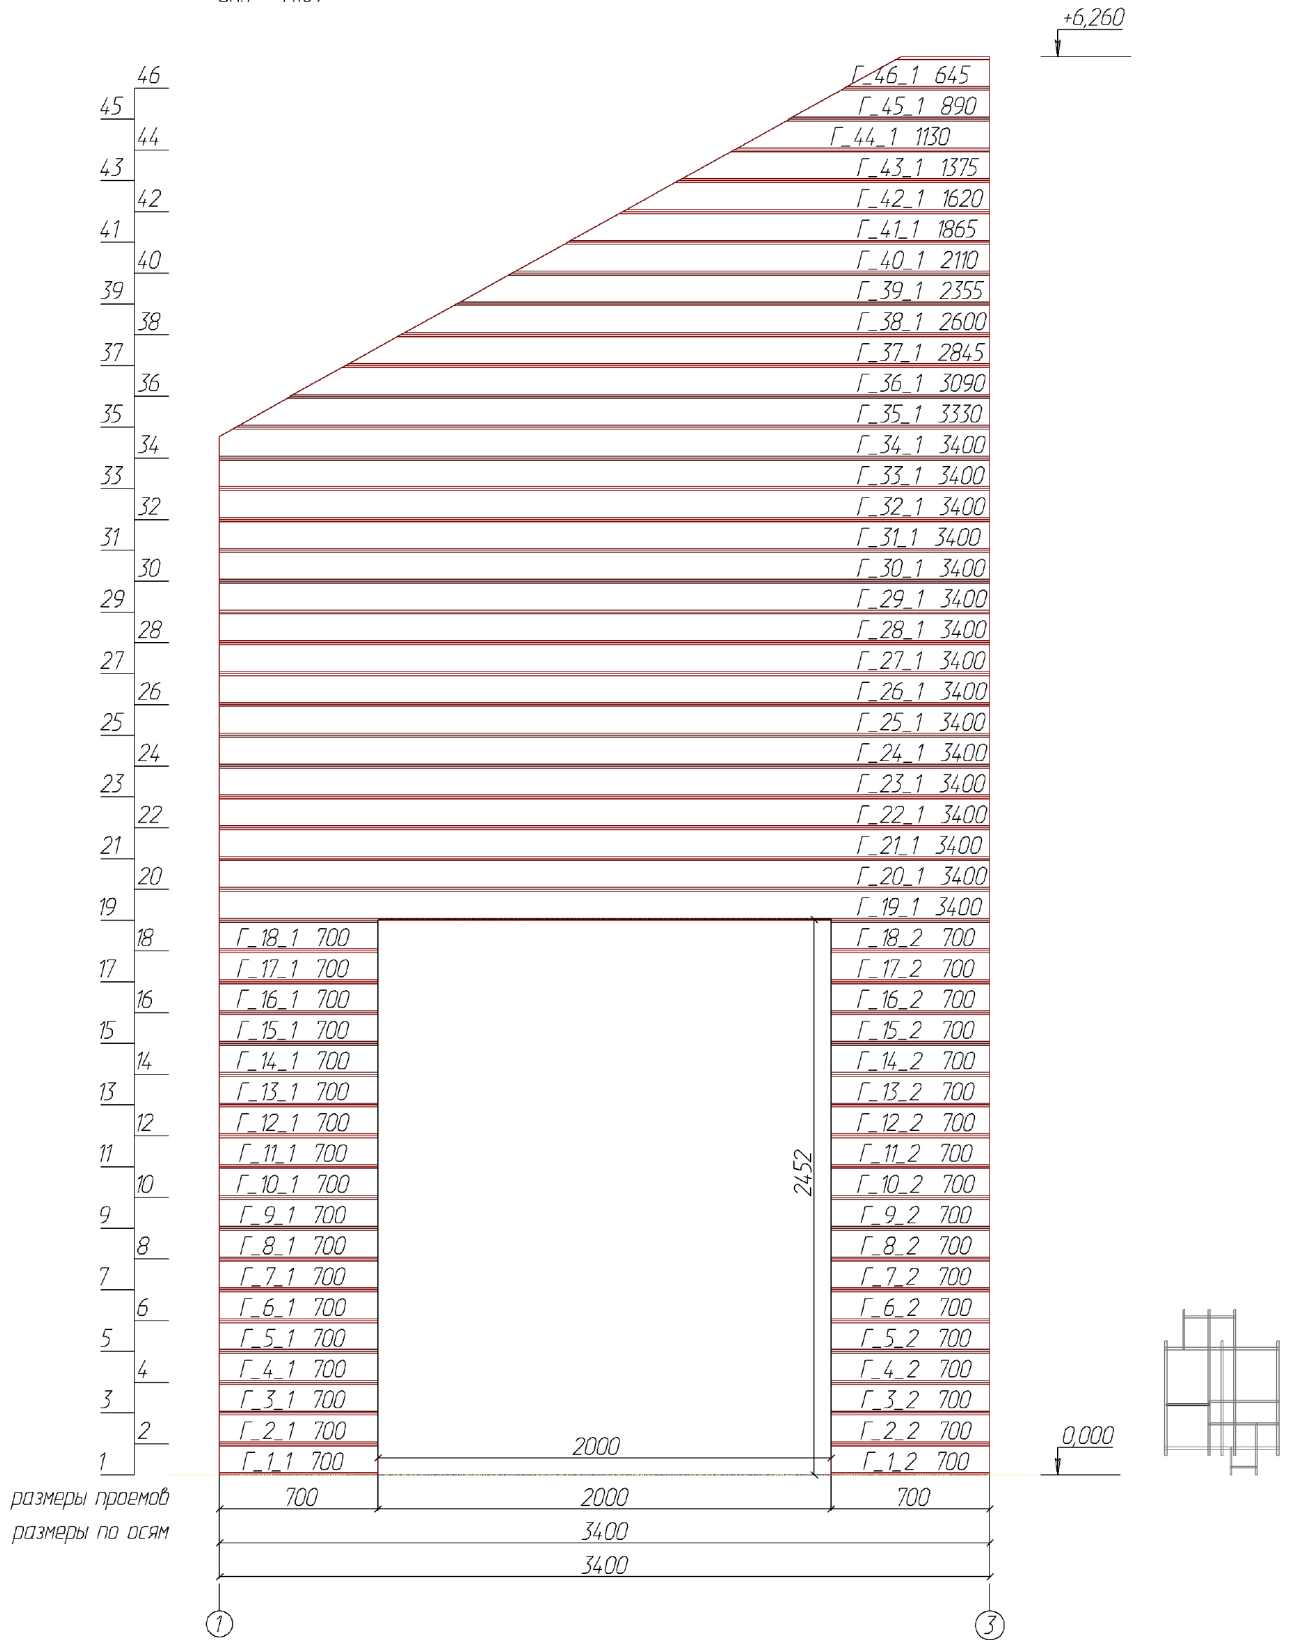 +6,260
46 Г_46_1 645
45 Г_45_1 890
44 Г_44_1 1130
43 Г_43_1 1375
42 Г_42_1 1620
41 Г_41_1 1865
40 Г_40_1 2110
39 Г_39_1 2355
38 Г_38_1 2600
37 Г_37_1 2845
36 Г_36_1 3090
35 Г_35_1 3330
34 Г_34_1 3400
33 Г_33_1 3400
32 Г_32_1 3400
31 Г_31_1 3400
30 Г_30_1 3400
29 Г_29_1 3400
28 Г_28_1 3400
27 Г_27_1 3400
26 Г_26_1 3400
25 Г_25_1 3400
24 Г_24_1 3400
23 Г_23_1 3400
22 Г_22_1 3400
21 Г_21_1 3400
20 Г_20_1 3400
19 Г_19_1 3400
18 Г_18_1 700 Г_18_2 700
17 Г_17_1 700 Г_17_2 700
16 Г_16_1 700 Г_16_2 700
15 Г_15_1 700 Г_15_2 700
14 Г_14_1 700 Г_14_2 700
13 Г_13_1 700 Г_13_2 700
12 Г_12_1 700 Г_12_2 700
11 Г_11_1 700 Г_11_2 700
2452
10 Г_10_1 700 Г_10_2 700
9 Г_9_1 700 Г_9_2 700
8 Г_8_1 700 Г_8_2 700
7 Г_7_1 700 Г_7_2 700
6 Г_6_1 700 Г_6_2 700
5 Г_5_1 700 Г_5_2 700
4 Г_4_1 700 Г_4_2 700
3 Г_3_1 700 Г_3_2 700
2 Г_2_1 700 Г_2_2 700
0,000
2000
1 Г_1_1 700 Г_1_2 700
размеры проемов 700 2000 700
размеры по осям 3400
3400
1 3